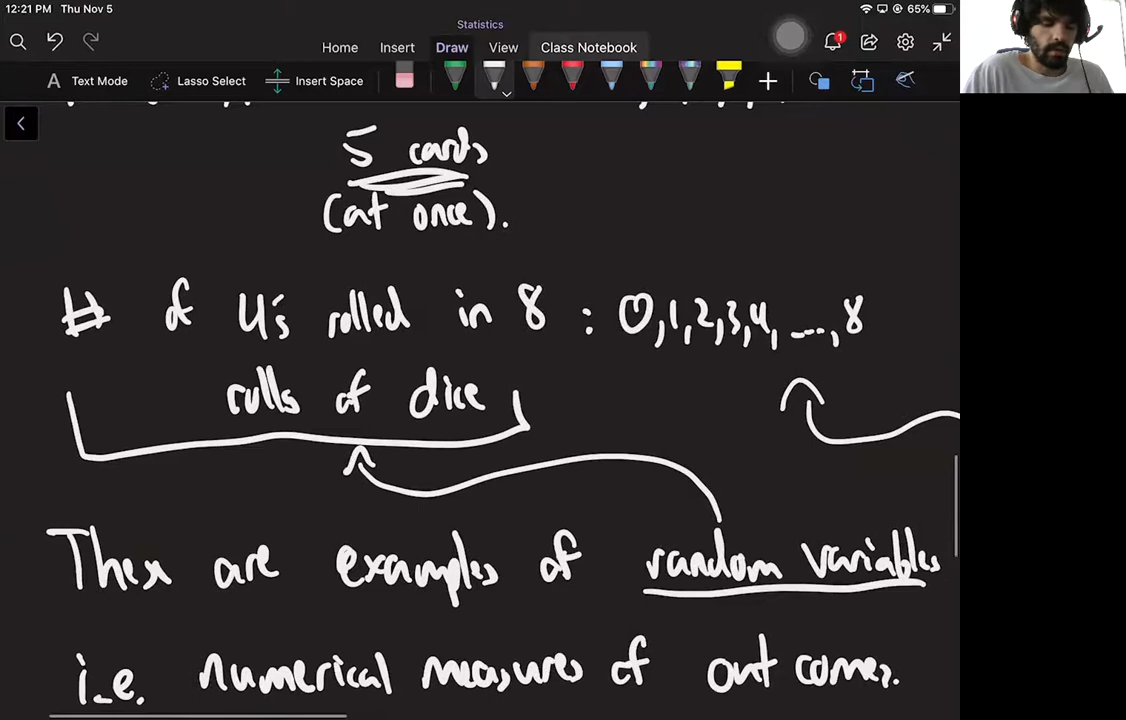 12:21 PM Thu Nov 5
65%
Statistics
Home Insert Draw View Class Notebook
1
A Text Mode Lasso Select Insert Space
5 cards
(at once).
# of 4's rolled in 8 : 0,1,2,3,4, ...,8
rolls of dice
These are examples of random variables
i.e. numerical measures of outcomes.